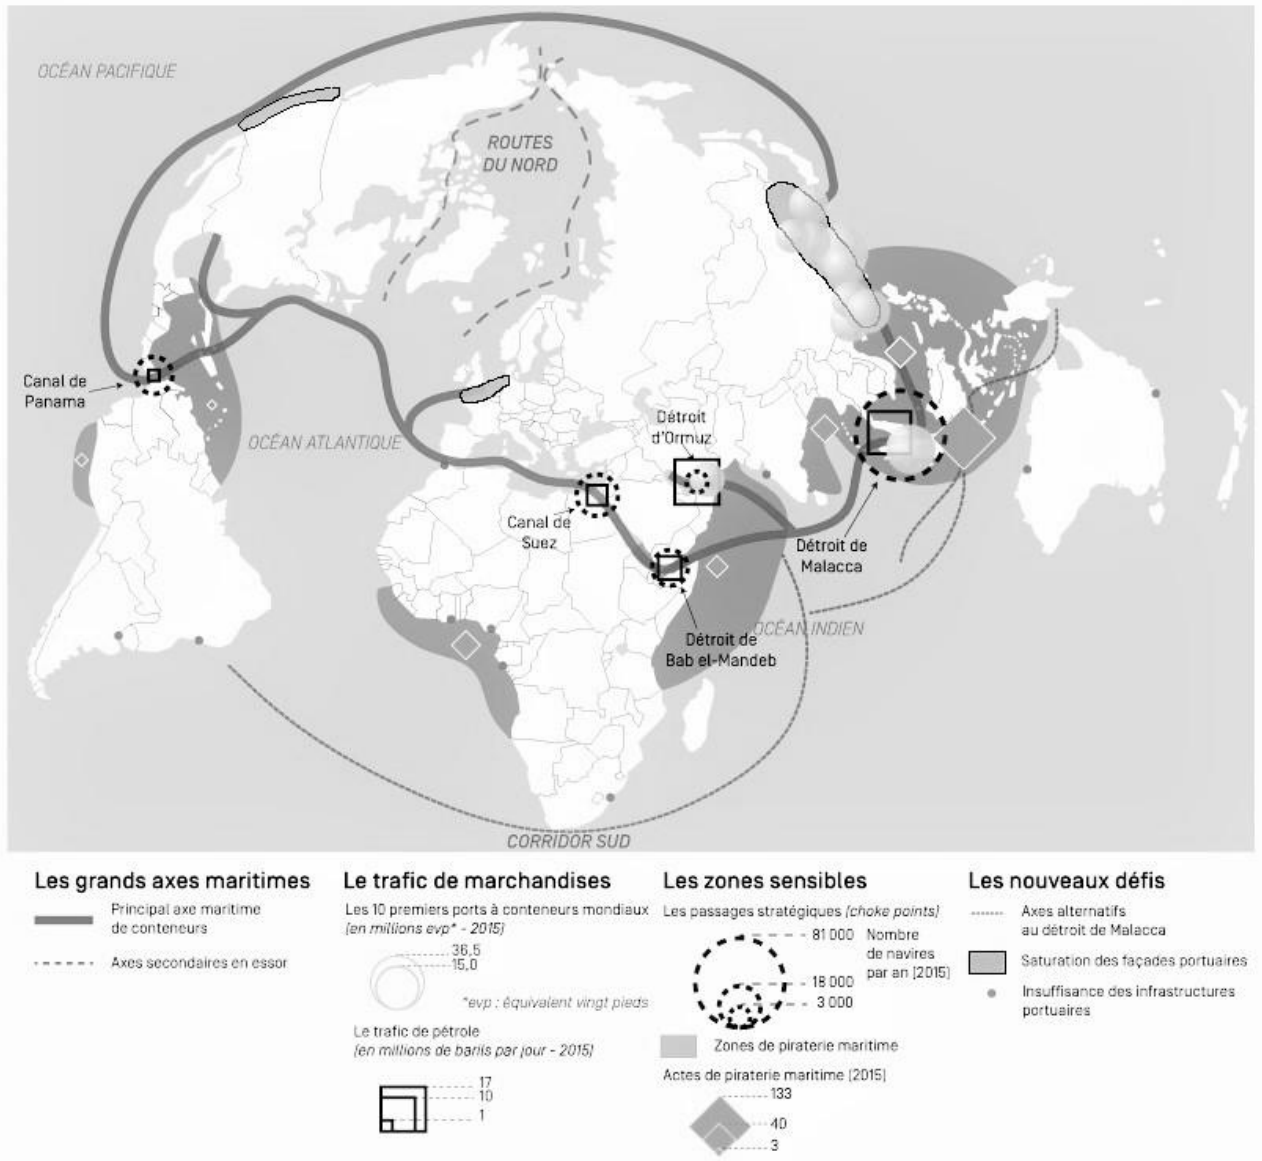 OCÉAN PACIFIQUE
ROUTES
DU NORD
Canal de
Panama
OCÉAN ATLANTIQUE
Détroit
d'Ormuz
Canal de
Suez
Détroit de
Malacca
OCÉAN INDIEN
Détroit de
Bab el-Mandeb
CORRIDOR SUD
Les grands axes maritimes
Principal axe maritime
de conteneurs
Axes secondaires en essor
Le trafic de marchandises
Les 10 premiers ports à conteneurs mondiaux
(en millions evp* - 2015)
36,5
15,0
*evp : équivalent vingt pieds
Le trafic de pétrole
(en millions de barils par jour - 2015)
17
10
1
Les zones sensibles
Les passages stratégiques (choke points)
81 000
18 000
3 000
Nombre
de navires
par an (2015)
Zones de piraterie maritime
Actes de piraterie maritime (2015)
133
40
3
Les nouveaux défis
Axes alternatifs
au détroit de Malacca
Saturation des façades portuaires
Insuffisance des infrastructures
portuaires